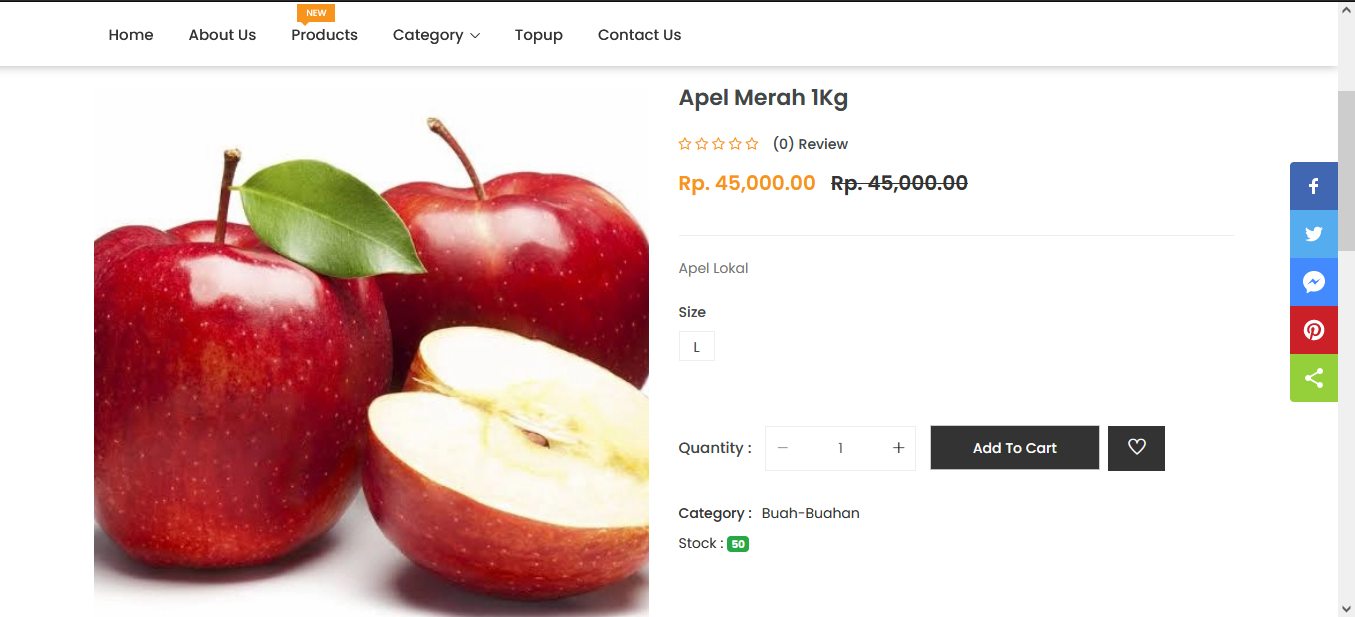 NEW
Home About Us Products Category Topup Contact Us
Apel Merah 1Kg
(0) Review
Rp. 45,000.00 Rp. 45,000.00
Apel Lokal
Size
L
Quantity : − 1 + Add To Cart
Category : Buah-Buahan
Stock : 50